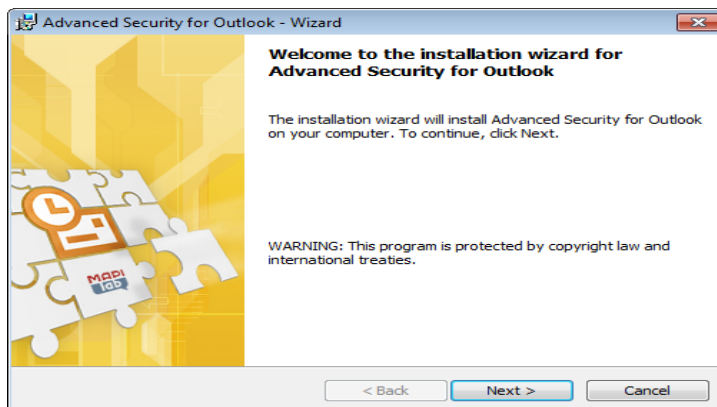 Advanced Security for Outlook - Wizard
Welcome to the installation wizard for
Advanced Security for Outlook
The installation wizard will install Advanced Security for Outlook
on your computer. To continue, click Next.
MAPI
lab
WARNING: This program is protected by copyright law and
international treaties.
< Back
Next >
Cancel